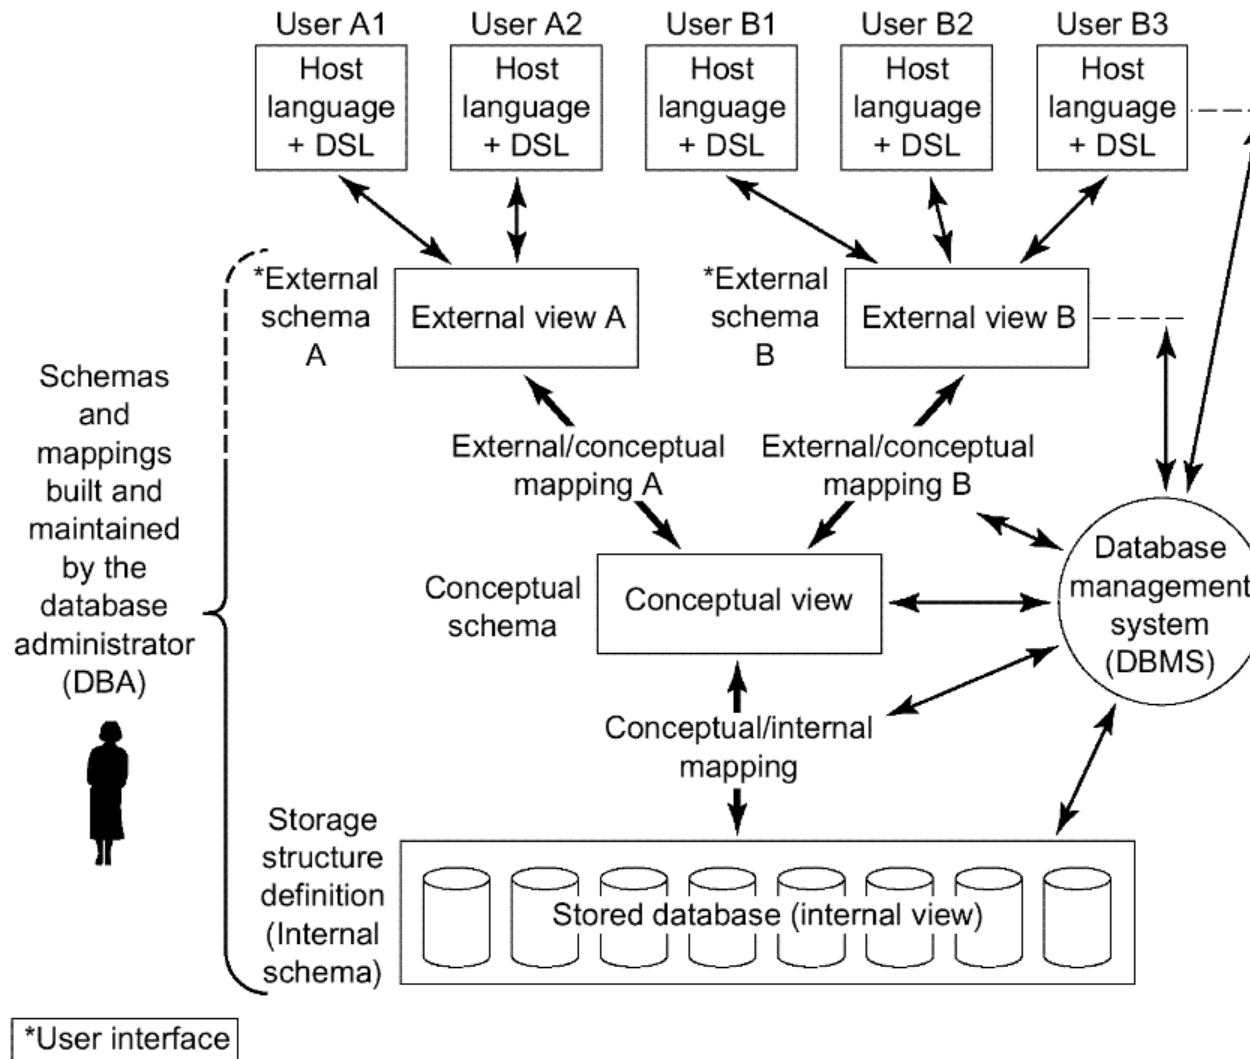 User A1
User A2
User B1
User B2
User B3
Host
language
+ DSL
Host
language
+ DSL
Host
language
+ DSL
Host
language
+ DSL
Host
language
+ DSL
*External
schema
A
External view A
*External
schema
B
External view B
Schemas
and
mappings
built and
maintained
by the
database
administrator
(DBA)
External/conceptual
mapping A
External/conceptual
mapping B
Conceptual
schema
Conceptual view
Database
management
system
(DBMS)
Conceptual/internal
mapping
Storage
structure
definition
(Internal
schema)
Stored database (internal view)
*User interface